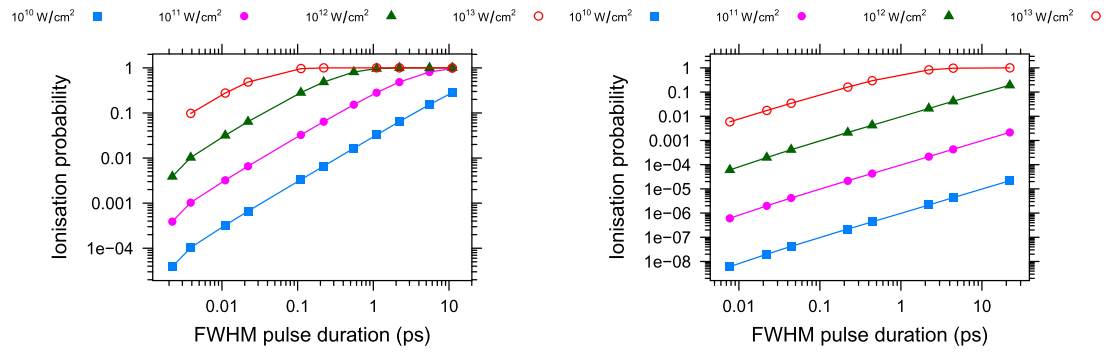 10¹⁰ W/cm² 10¹¹ W/cm² 10¹² W/cm² 10¹³ W/cm²
Ionisation probability
1
0.1
0.01
0.001
1e−04
0.01 0.1 1 10
FWHM pulse duration (ps)
10¹⁰ W/cm² 10¹¹ W/cm² 10¹² W/cm² 10¹³ W/cm²
Ionisation probability
1
0.1
0.01
0.001
1e−04
1e−05
1e−06
1e−07
1e−08
0.01 0.1 1 10
FWHM pulse duration (ps)